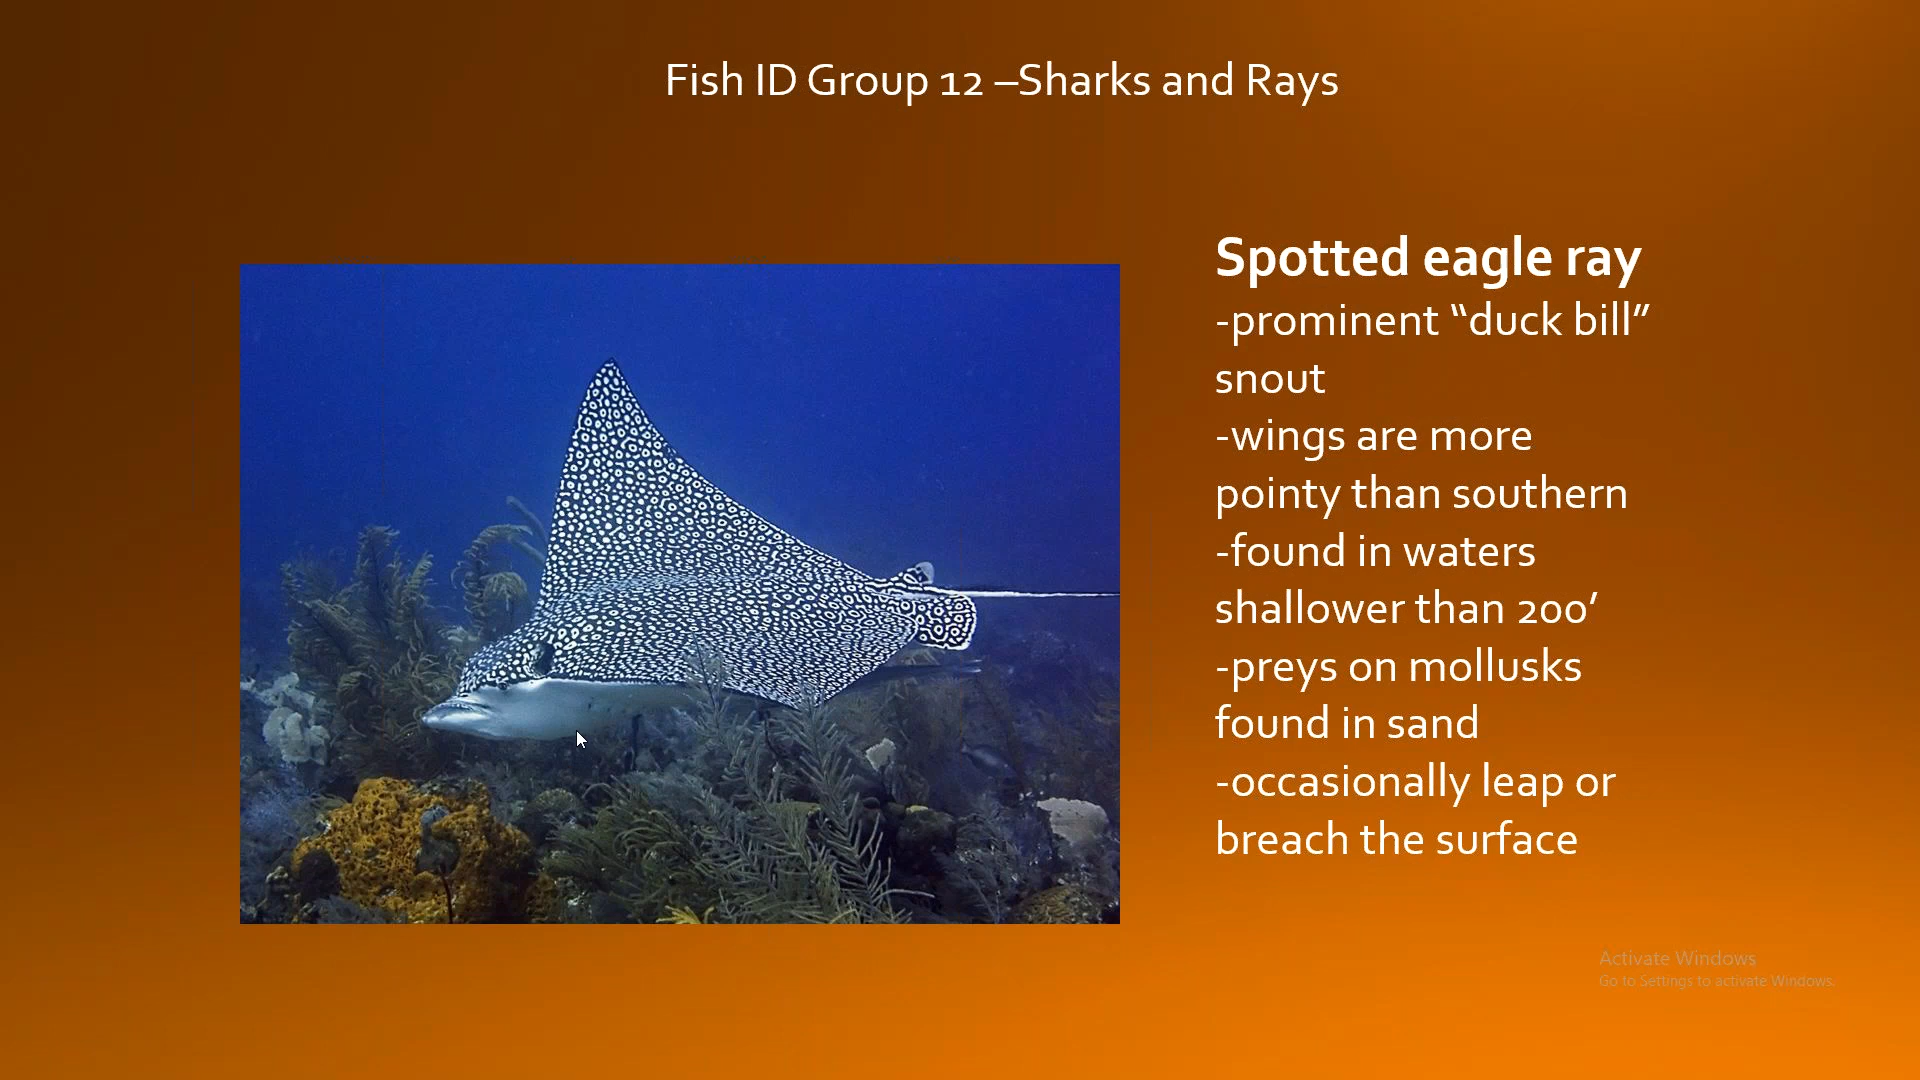 Fish ID Group 12 –Sharks and Rays
Spotted eagle ray
-prominent “duck bill”
snout
-wings are more
pointy than southern
-found in waters
shallower than 200’
-preys on mollusks
found in sand
-occasionally leap or
breach the surface
Activate Windows
Go to Settings to activate Windows.